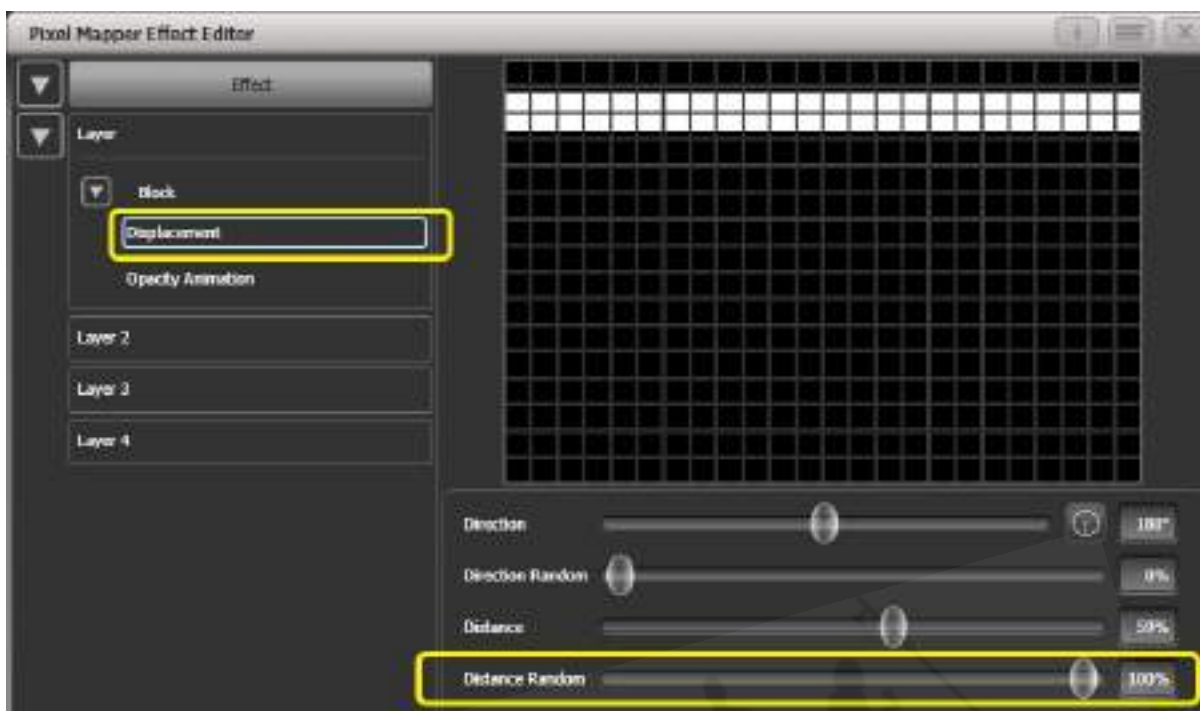 Pixel Mapper Effect Editor
Effect
Layer
Block
Displacement
Opacity Animation
Layer 2
Layer 3
Layer 4
Direction 180°
Direction Random 0%
Distance 59%
Distance Random 100%